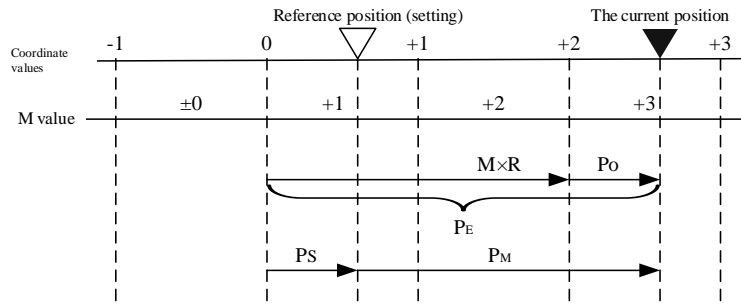 Reference position (setting)
The current position
-1 0 +1 +2 +3
Coordinate
values
M value ±0 +1 +2 +3
M×R Po
PE
PS PM